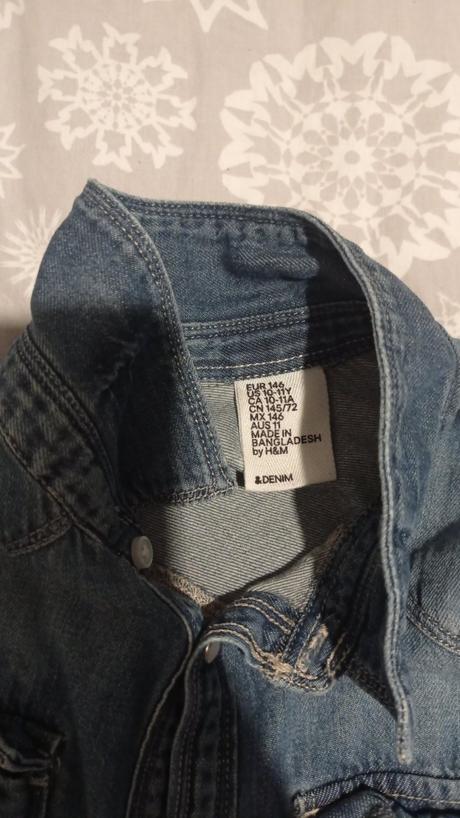 EUR 146
US 10-11Y
CA 10-11A
CN 145/72
MX 146
AUS 11
MADE IN
BANGLADESH
by H&M
&DENIM